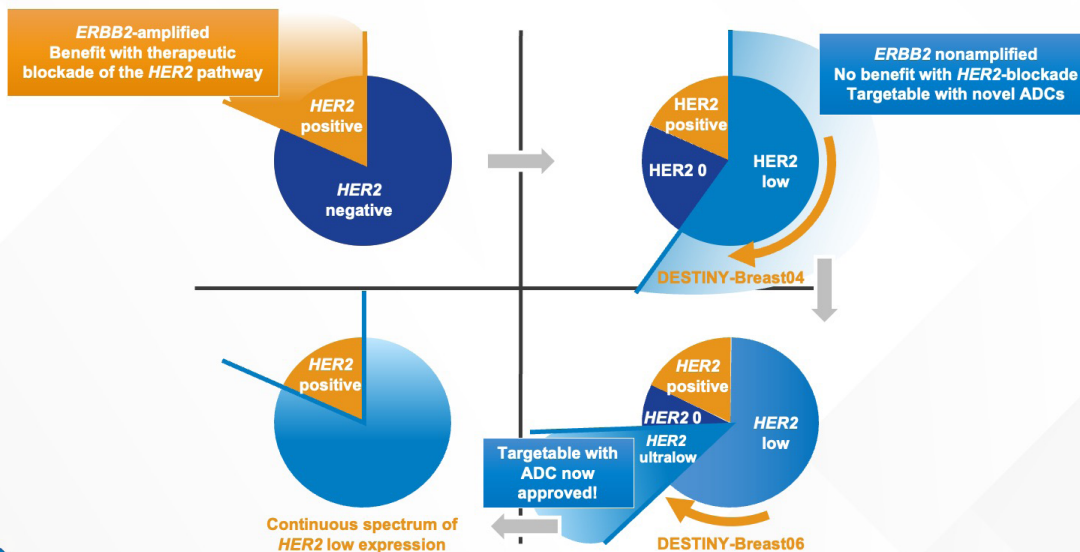 ERBB2-amplified
Benefit with therapeutic
blockade of the HER2 pathway
HER2
positive
HER2
negative
HER2
positive
HER2 0
HER2
low
ERBB2 nonamplified
No benefit with HER2-blockade
Targetable with novel ADCs
DESTINY-Breast04
HER2
positive
HER2 0
HER2
ultralow
HER2
low
Targetable with
ADC now
approved!
DESTINY-Breast06
HER2
positive
Continuous spectrum of
HER2 low expression